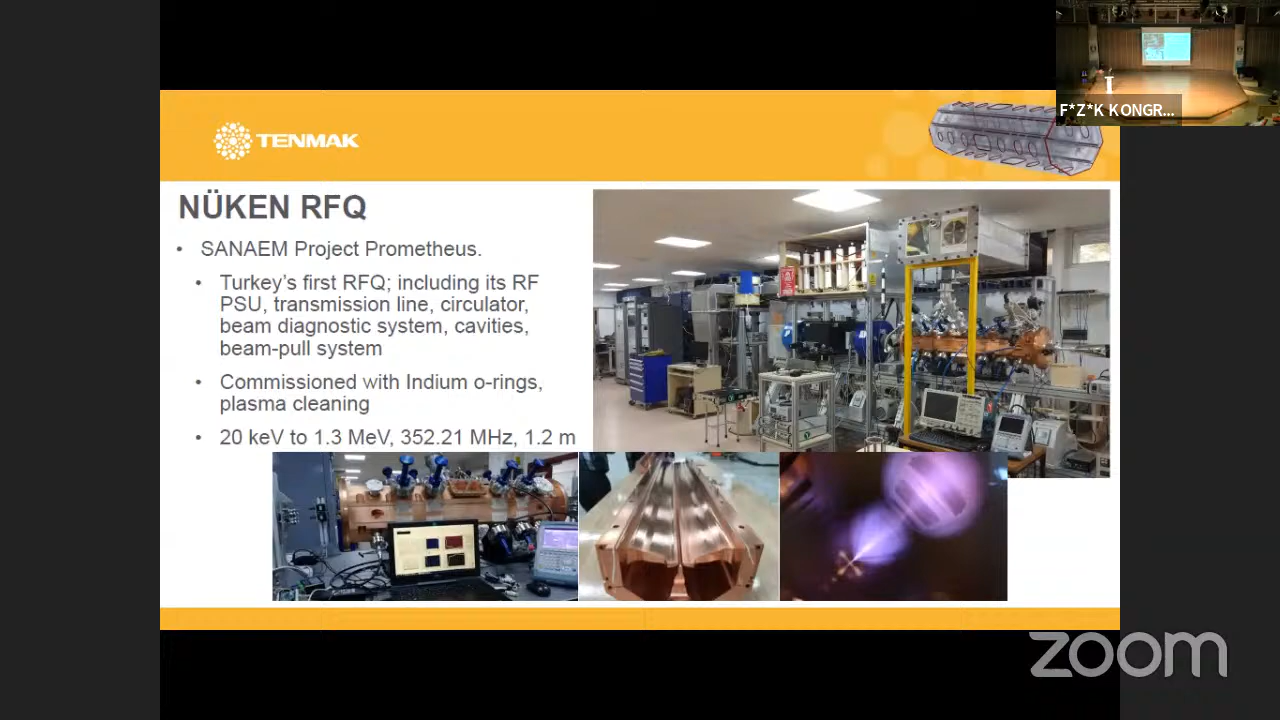 F*Z*K KONGR...
TENMAK
NÜKEN RFQ
• SANAEM Project Prometheus.
• Turkey's first RFQ; including its RF
PSU, transmission line, circulator,
beam diagnostic system, cavities,
beam-pull system
• Commissioned with Indium o-rings,
plasma cleaning
• 20 keV to 1.3 MeV, 352.21 MHz, 1.2 m
zoom